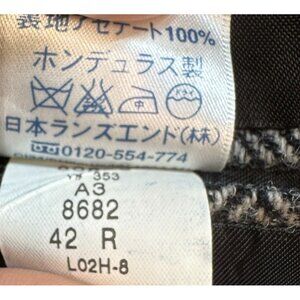 裏地アセテート100%
ホンデュラス製
日本ランズエンド(株)
0120-554-774
353
A3
8682
42 R
L02H-8